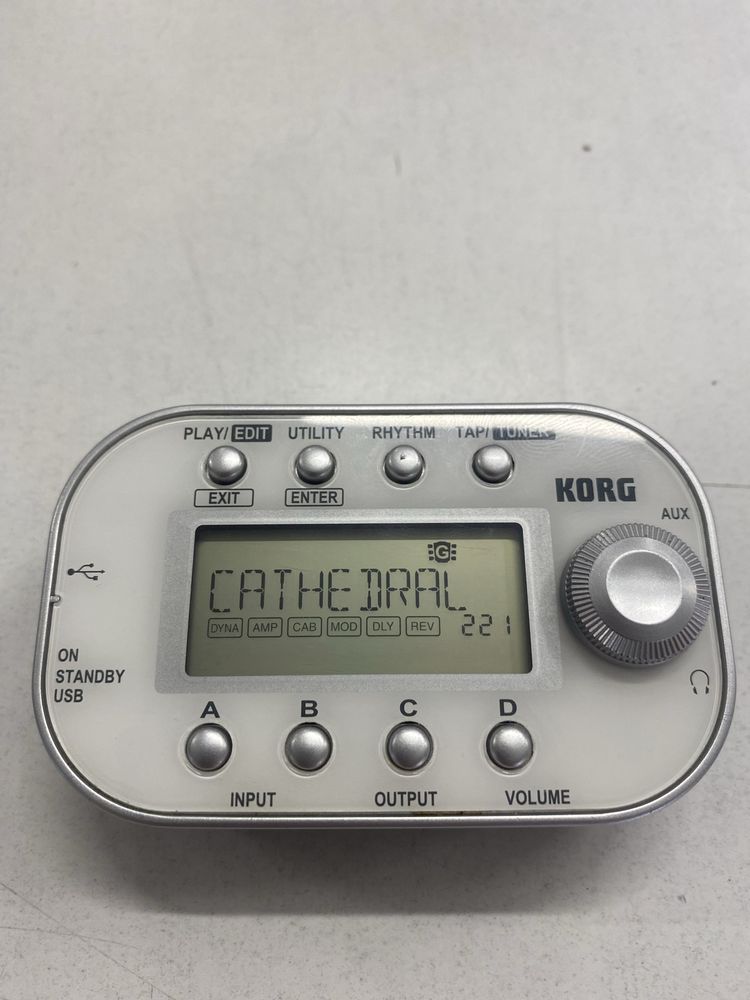 PLAY/ EDIT UTILITY RHYTHM TAP/ TUNER
EXIT ENTER
KORG
AUX
G
CATHEDRAL
DYNA AMP CAB MOD DLY REV 221
ON
STANDBY
USB
A B C D
INPUT OUTPUT VOLUME